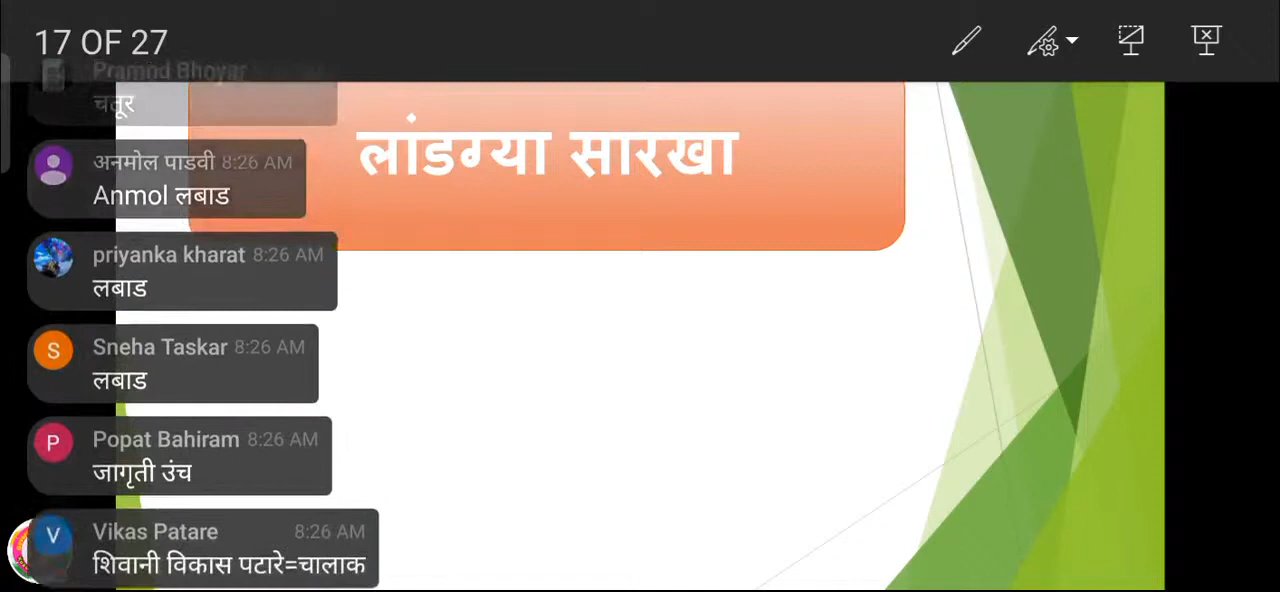 17 OF 27
Pramod Bhoyar
चतूर
लांडग्या सारखा
अनमोल पाडवी 8:26 AM
Anmol लबाड
priyanka kharat 8:26 AM
लबाड
Sneha Taskar 8:26 AM
लबाड
Popat Bahiram 8:26 AM
जागृती उंच
Vikas Patare 8:26 AM
शिवानी विकास पटारे=चालाक